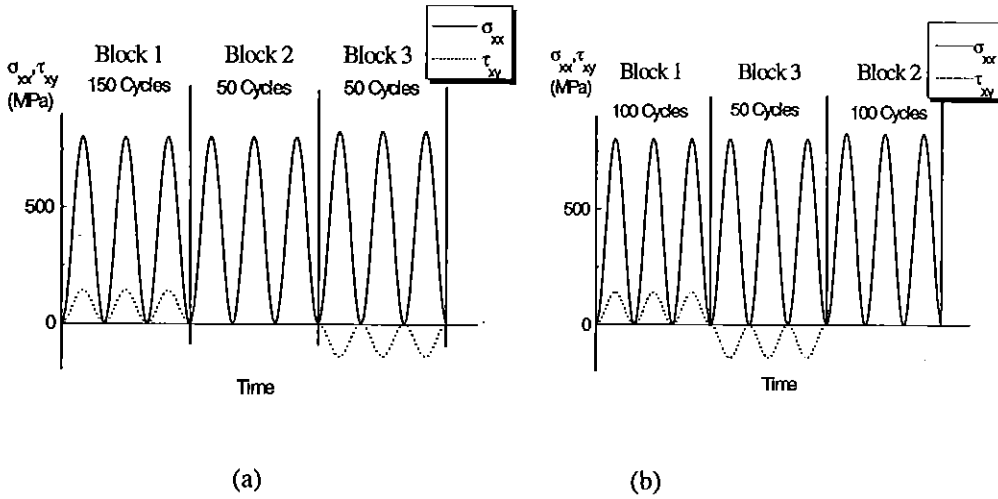 σxx,τxy
(MPa)
Block 1
150 Cycles
Block 2
50 Cycles
Block 3
50 Cycles
σxx
τxy
500
0
Time
(a)
σxx,τxy
(MPa)
Block 1
100 Cycles
Block 3
50 Cycles
Block 2
100 Cycles
σxx
τxy
500
0
Time
(b)